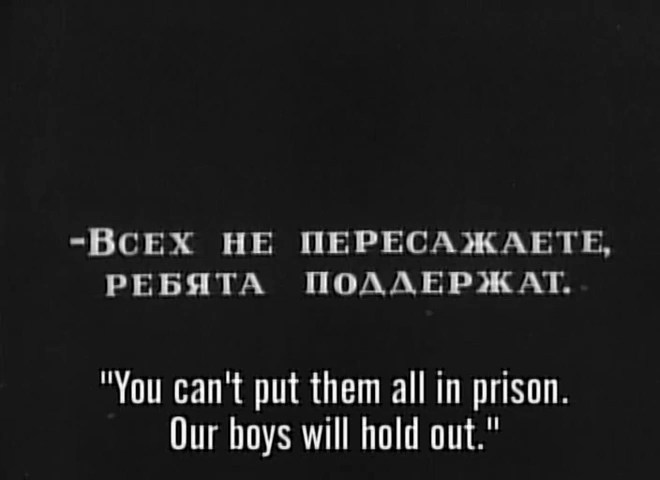 -ВСЕХ НЕ ПЕРЕСАЖАЕТЕ,
РЕБЯТА ПОДДЕРЖАТ.
"You can't put them all in prison.
Our boys will hold out."